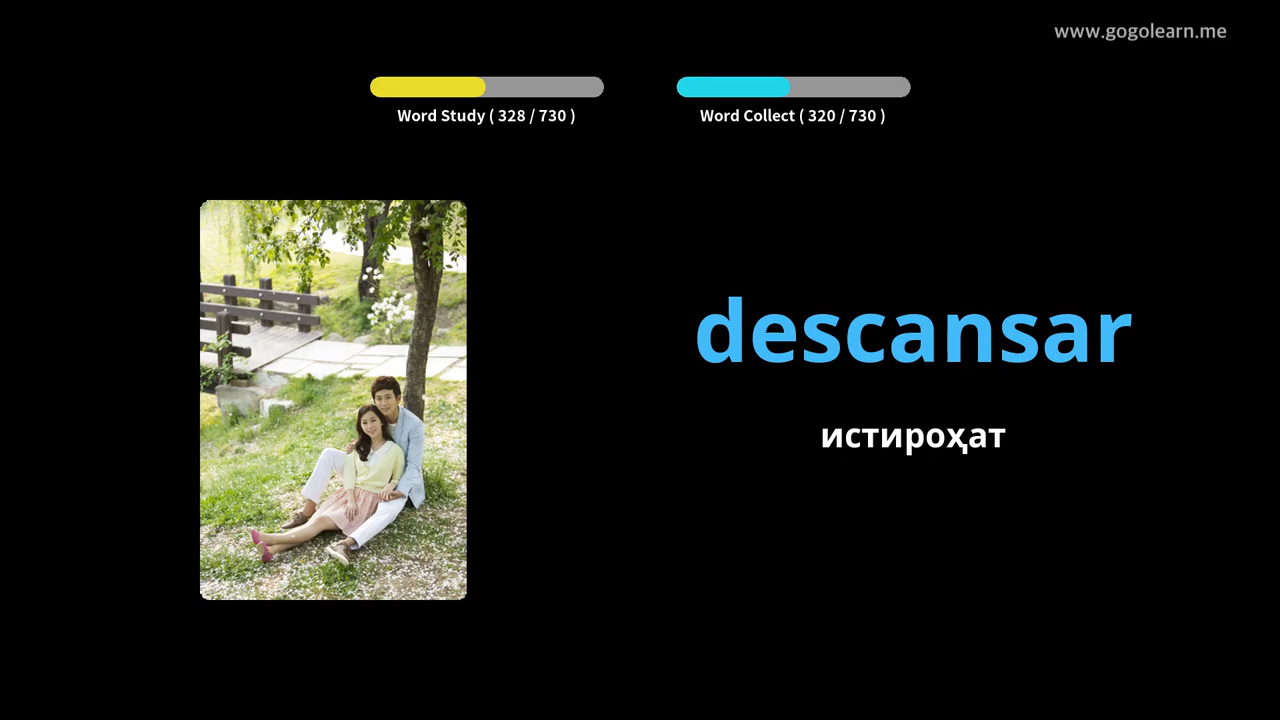 www.gogolearn.me
Word Study ( 328 / 730 )
Word Collect ( 320 / 730 )
descansar
истироҳат